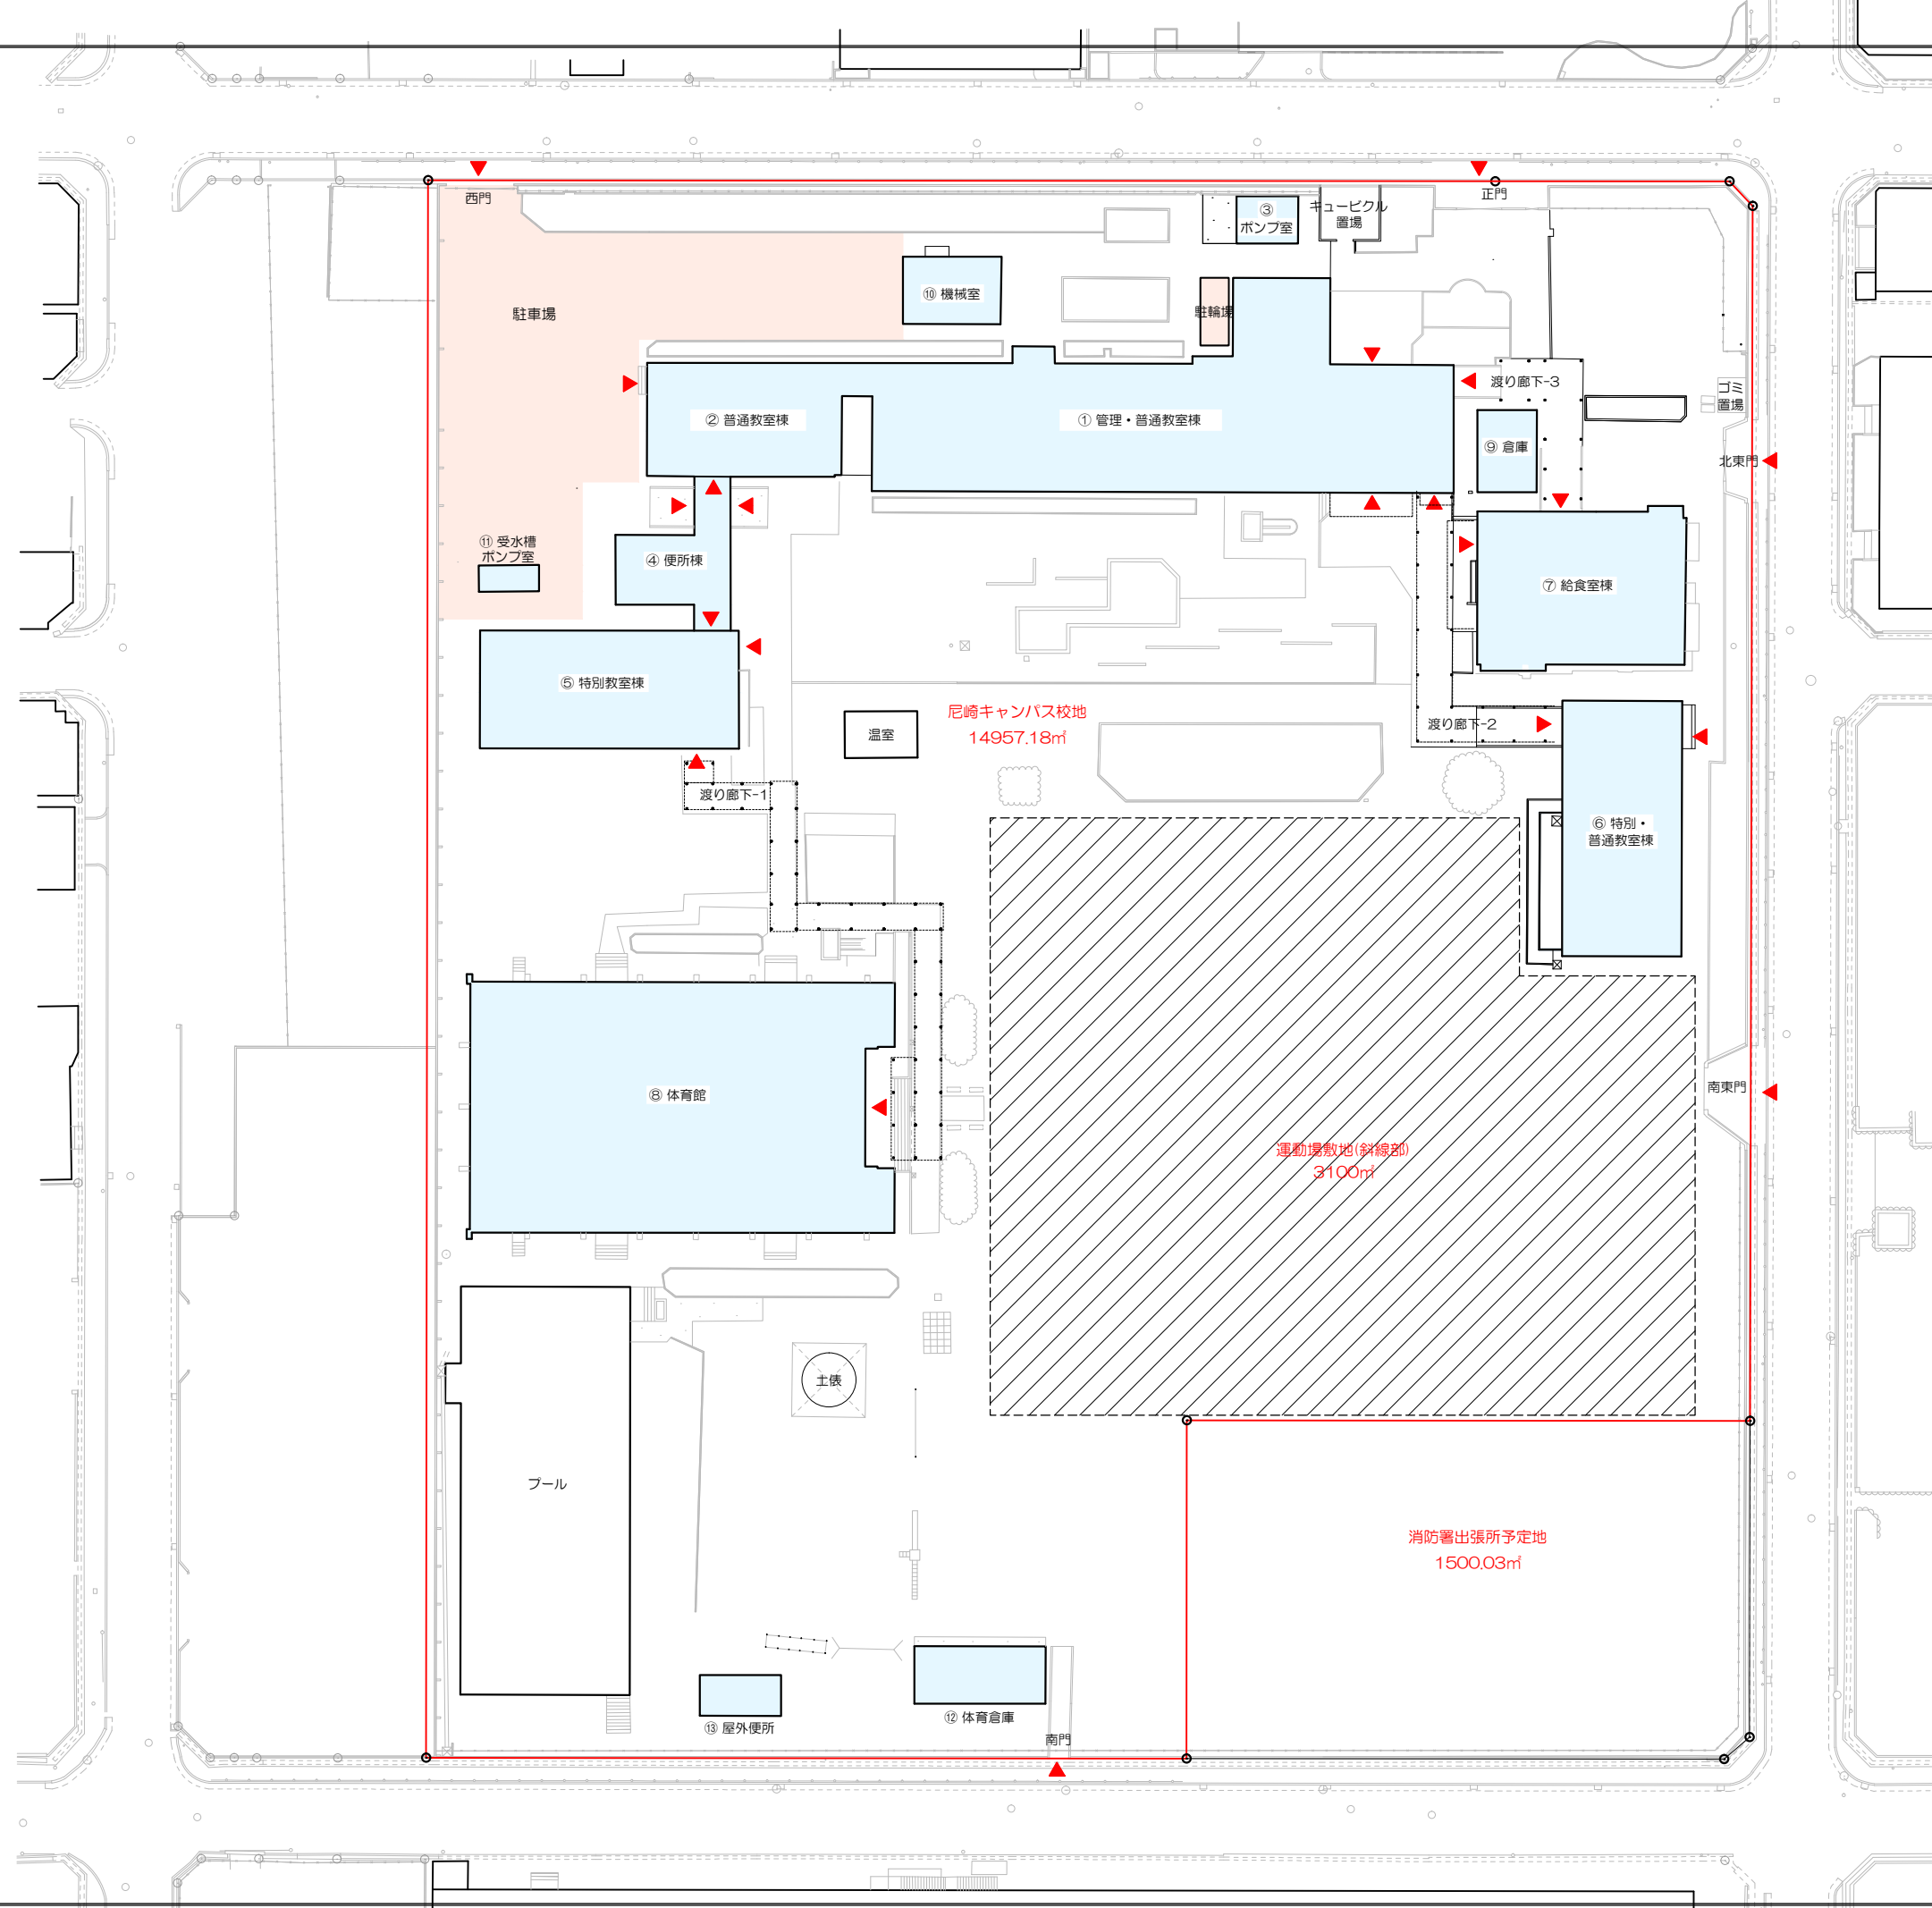 西門
正門
③
ポンプ室
キュービクル
置場
⑩ 機械室
駐車場
駐輪場
渡り廊下-3
ゴミ
置場
② 普通教室棟
① 管理・普通教室棟
⑨ 倉庫
北東門
⑪ 受水槽
ポンプ室
④ 便所棟
⑦ 給食室棟
⑤ 特別教室棟
尼崎キャンパス校地
14957.18㎡
温室
渡り廊下-2
渡り廊下-1
⑥ 特別・
普通教室棟
⑧ 体育館
南東門
運動場敷地(斜線部)
3100㎡
土俵
プール
消防署出張所予定地
1500.03㎡
⑬ 屋外便所
⑫ 体育倉庫
南門